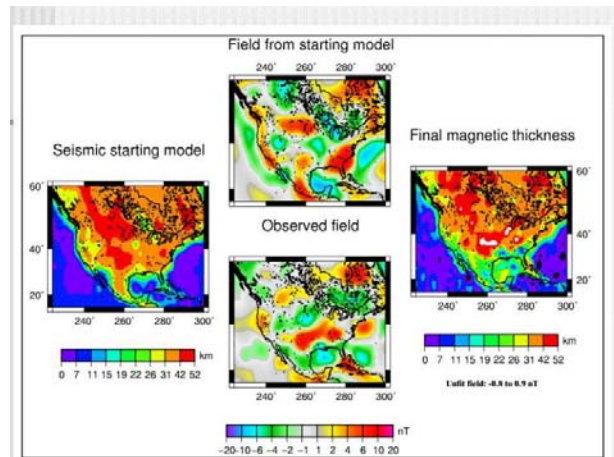 Field from starting model
240° 260° 280° 300°
Seismic starting model
60°
40°
20°
240° 260° 280° 300°
km
0 7 11 15 19 22 26 31 42 52
Observed field
240° 260° 280° 300°
nT
-20 -10 -6 -4 -2 -1 1 2 4 6 10 20
Final magnetic thickness
60°
40°
20°
240° 260° 280° 300°
km
0 7 11 15 19 22 26 31 42 52
Unfit field: -0.8 to 0.9 nT